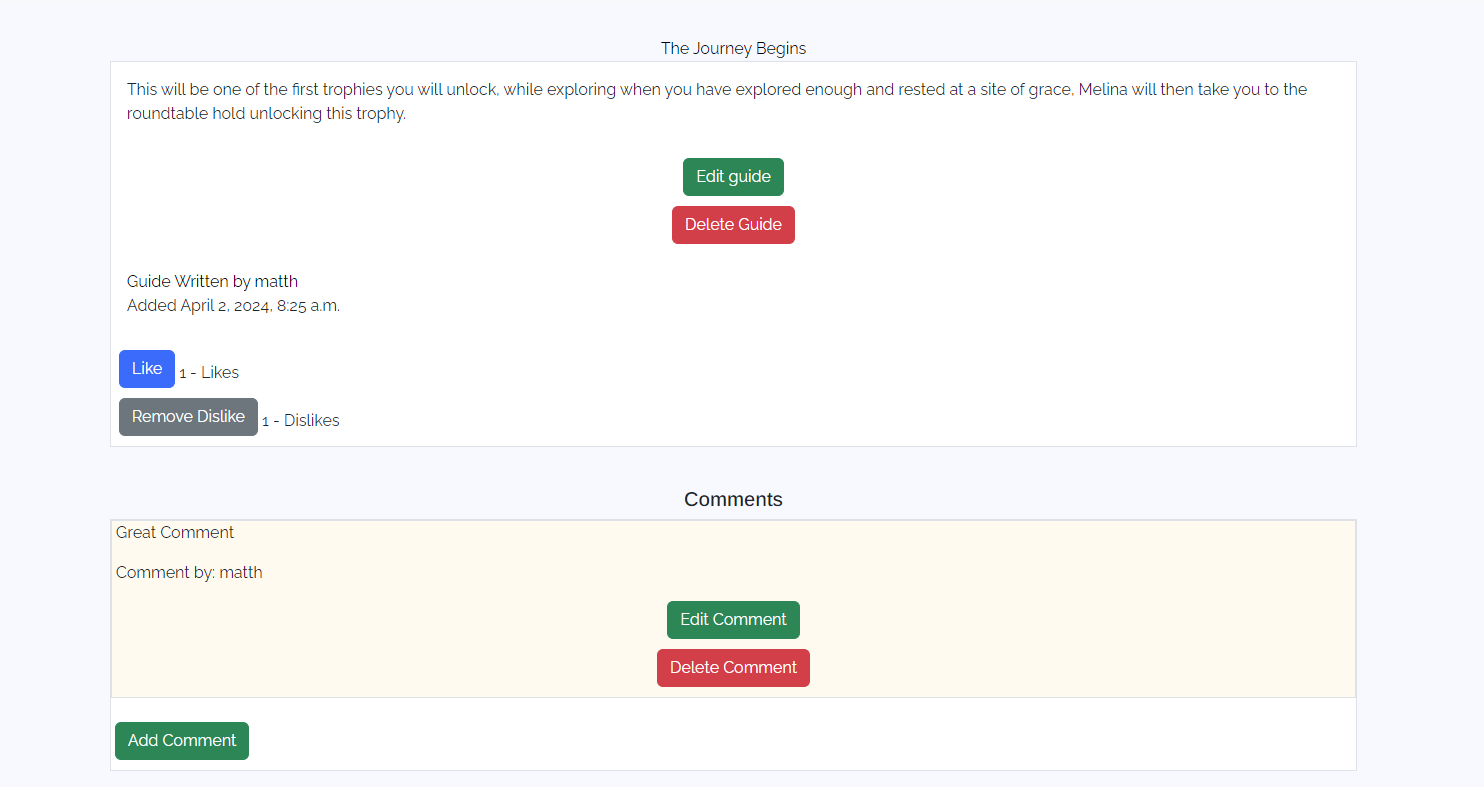 The Journey Begins
This will be one of the first trophies you will unlock, while exploring when you have explored enough and rested at a site of grace, Melina will then take you to the
roundtable hold unlocking this trophy.
Edit guide
Delete Guide
Guide Written by matth
Added April 2, 2024, 8:25 a.m.
Like 1 - Likes
Remove Dislike 1 - Dislikes
Comments
Great Comment
Comment by: matth
Edit Comment
Delete Comment
Add Comment